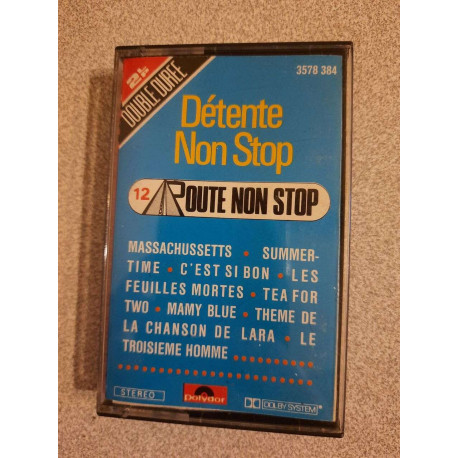 2h
DOUBLE DURÉE
3578 384
Détente
Non Stop
12 ROUTE NON STOP
MASSACHUSSETTS • SUMMER-
TIME • C'EST SI BON • LES
FEUILLES MORTES • TEA FOR
TWO • MAMY BLUE • THEME DE
LA CHANSON DE LARA • LE
TROISIEME HOMME
STEREO
polydor
DOLBY SYSTEM